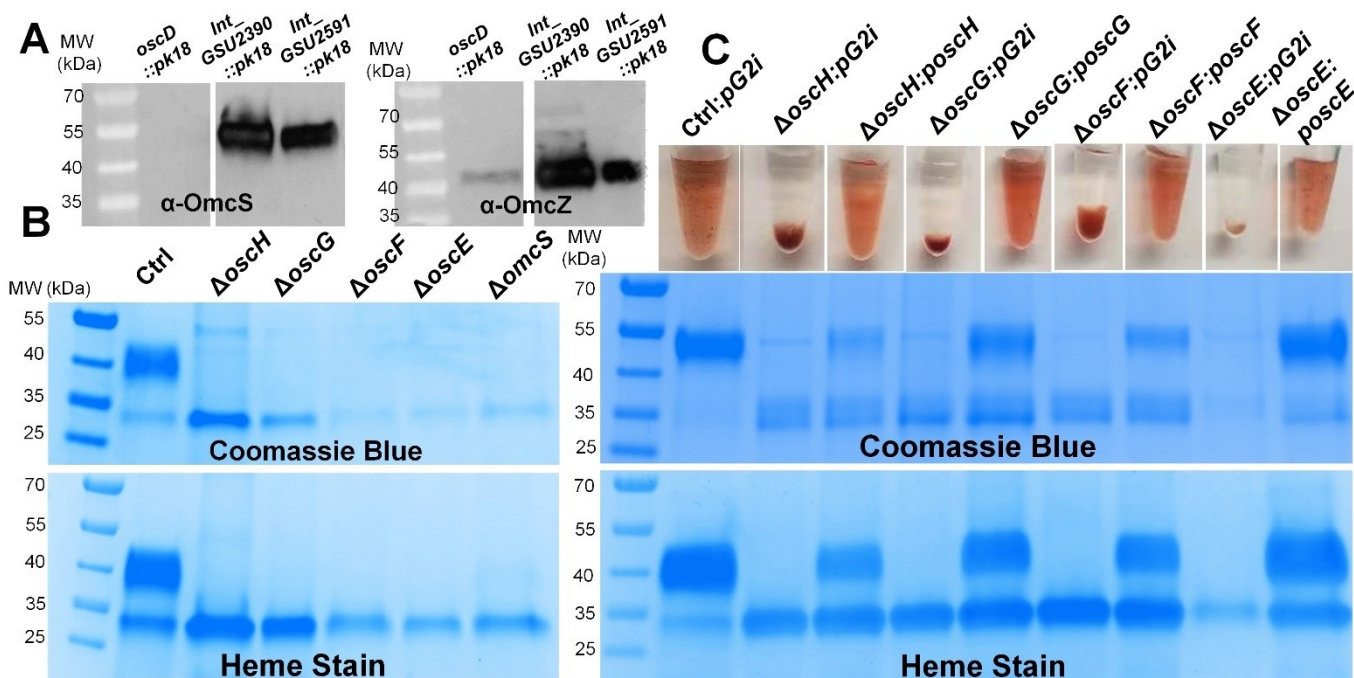 A
MW
(kDa)
oscD
::pk18
Int_
GSU2390
::pk18
Int_
GSU2591
::pk18
70
55
40
35
α-OmcS
oscD
::pk18
Int_
GSU2390
::pk18
Int_
GSU2591
::pk18
70
55
40
35
α-OmcZ
B
MW (kDa)
Ctrl
ΔoscH
ΔoscG
ΔoscF
ΔoscE
ΔomcS
55
40
35
25
Coomassie Blue
70
55
40
35
25
Heme Stain
C
Ctrl:pG2i
ΔoscH:pG2i
ΔoscH:poscH
ΔoscG:pG2i
ΔoscG:poscG
ΔoscF:pG2i
ΔoscF:poscF
ΔoscE:pG2i
ΔoscE:
poscE
MW
(kDa)
70
55
40
35
25
Coomassie Blue
70
55
40
35
25
Heme Stain